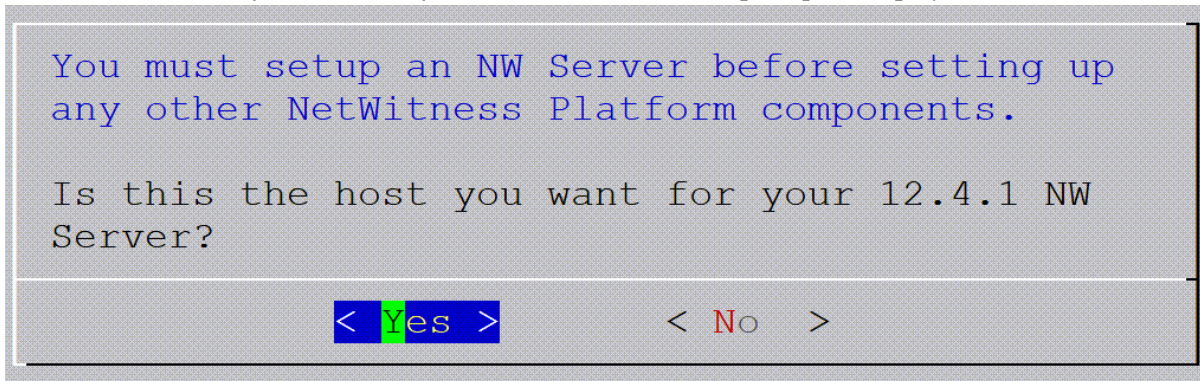 You must setup an NW Server before setting up
any other NetWitness Platform components.
Is this the host you want for your 12.4.1 NW
Server?
< Yes > < No >